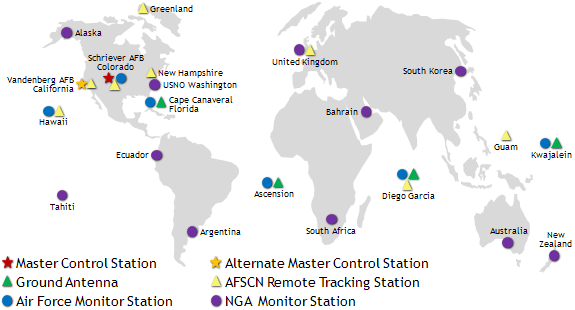 Greenland
Alaska
Schriever AFB
Colorado
Vandenberg AFB
California
New Hampshire
USNO Washington
Cape Canaveral
Florida
Hawaii
United Kingdom
South Korea
Bahrain
Guam
Kwajalein
Ecuador
Ascension
Diego Garcia
Tahiti
Argentina
South Africa
Australia
New
Zealand
Master Control Station
Alternate Master Control Station
Ground Antenna
AFSCN Remote Tracking Station
Air Force Monitor Station
NGA Monitor Station